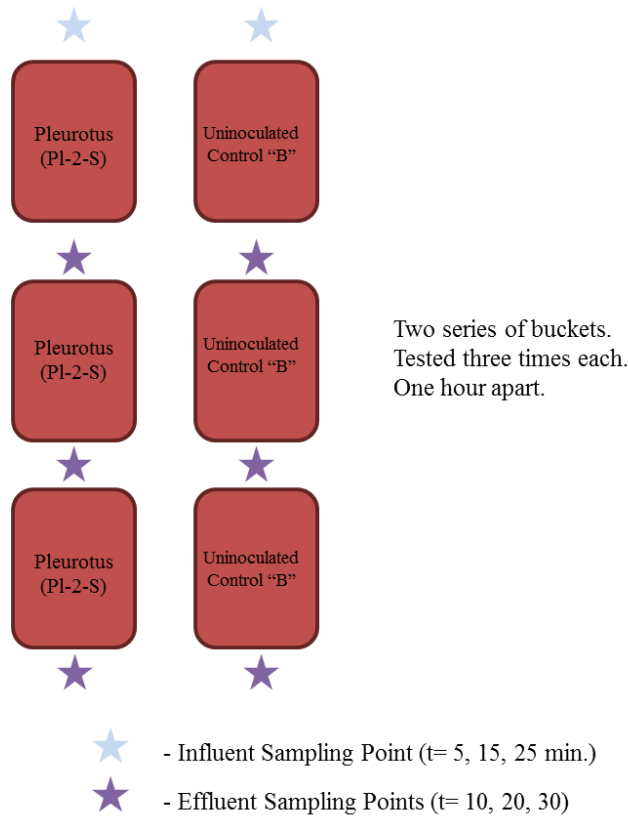 Pleurotus
(Pl-2-S)
Uninoculated
Control “B”
Pleurotus
(Pl-2-S)
Uninoculated
Control “B”
Two series of buckets.
Tested three times each.
One hour apart.
Pleurotus
(Pl-2-S)
Uninoculated
Control “B”
- Influent Sampling Point (t= 5, 15, 25 min.)
- Effluent Sampling Points (t= 10, 20, 30)